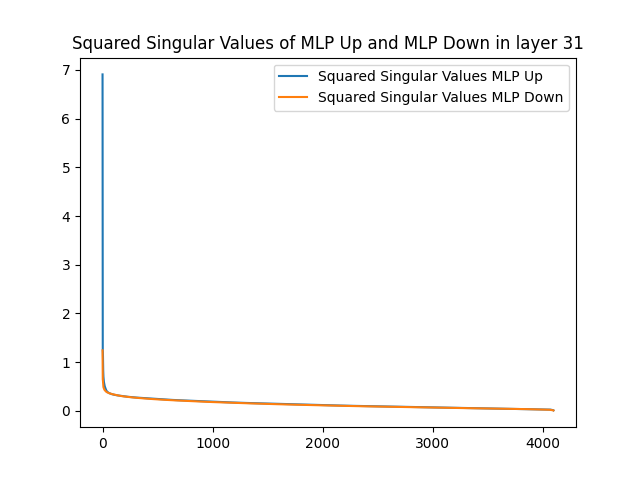 Squared Singular Values of MLP Up and MLP Down in layer 31
Squared Singular Values MLP Up
Squared Singular Values MLP Down
7
6
5
4
3
2
1
0
0 1000 2000 3000 4000